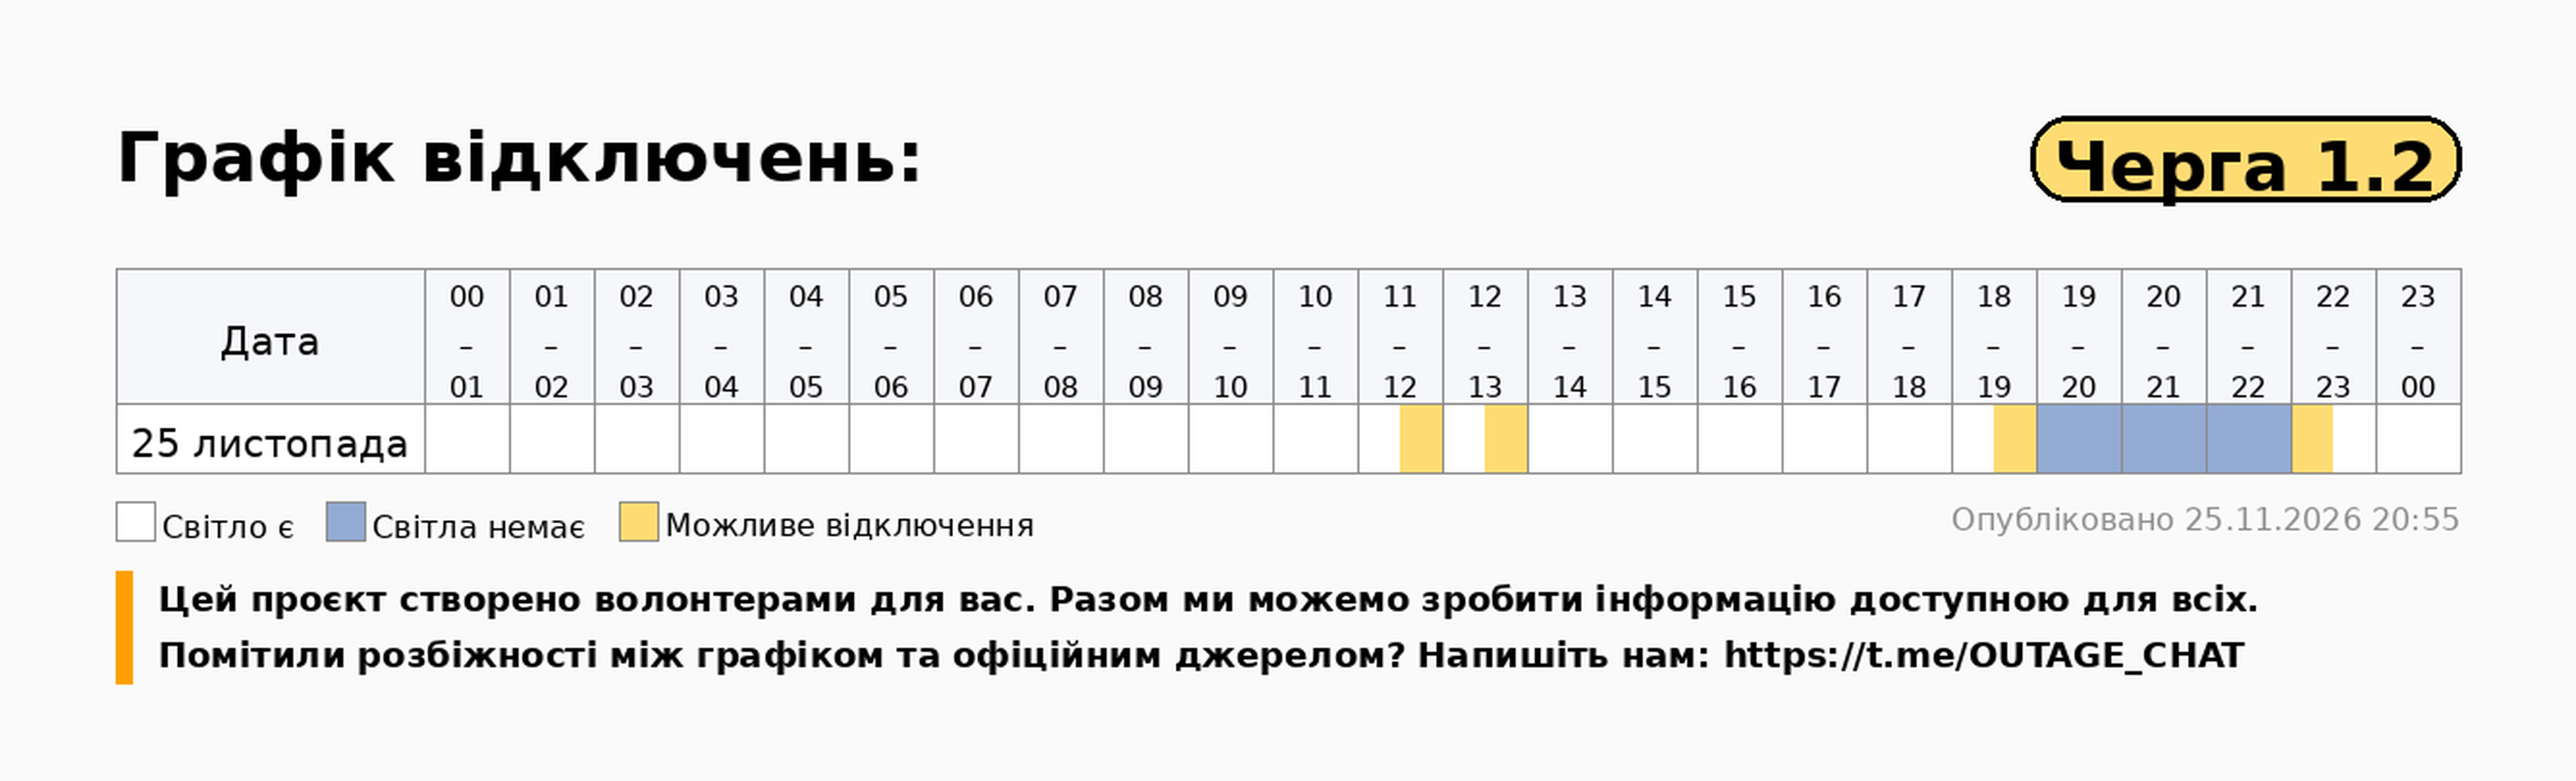 Графік відключень:
Черга 1.2
Дата
00 – 01
01 – 02
02 – 03
03 – 04
04 – 05
05 – 06
06 – 07
07 – 08
08 – 09
09 – 10
10 – 11
11 – 12
12 – 13
13 – 14
14 – 15
15 – 16
16 – 17
17 – 18
18 – 19
19 – 20
20 – 21
21 – 22
22 – 23
23 – 00
25 листопада
Світло є
Світла немає
Можливе відключення
Опубліковано 25.11.2026 20:55
Цей проєкт створено волонтерами для вас. Разом ми можемо зробити інформацію доступною для всіх.
Помітили розбіжності між графіком та офіційним джерелом? Напишіть нам: https://t.me/OUTAGE_CHAT